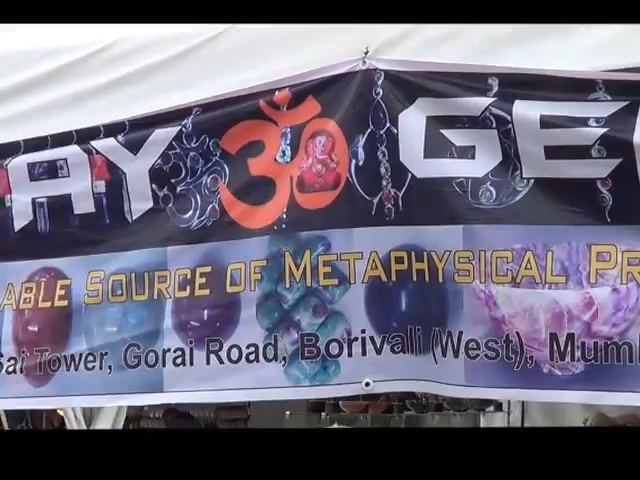 AY ॐ GE
ABLE SOURCE OF METAPHYSICAL PR
Sai Tower, Gorai Road, Borivali (West), Mumb